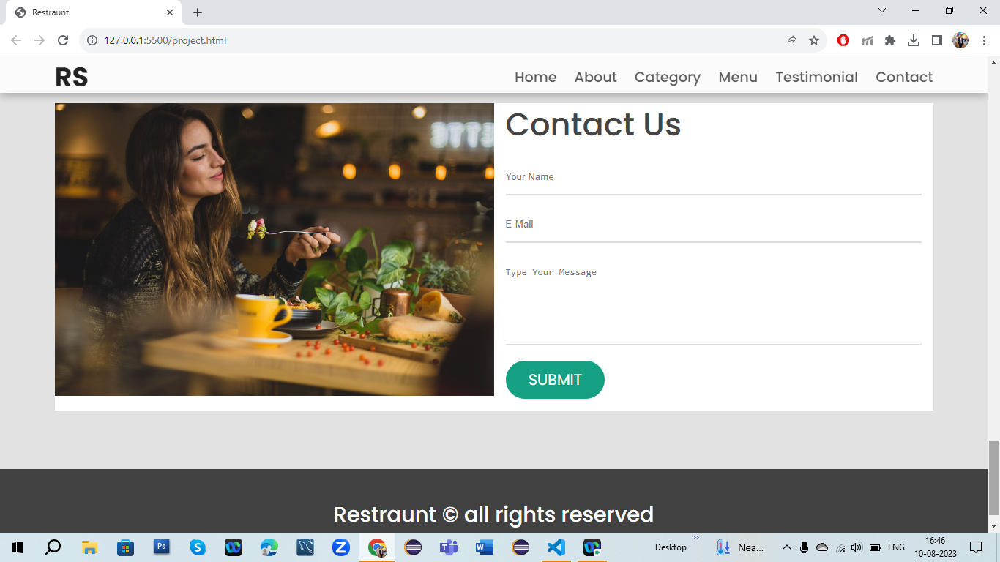 Restraunt
127.0.0.1:5500/project.html
RS
Home About Category Menu Testimonial Contact
Contact Us
Your Name
E-Mail
Type Your Message
SUBMIT
Restraunt © all rights reserved
Ps
Desktop
Nea...
ENG
16:46
10-08-2023